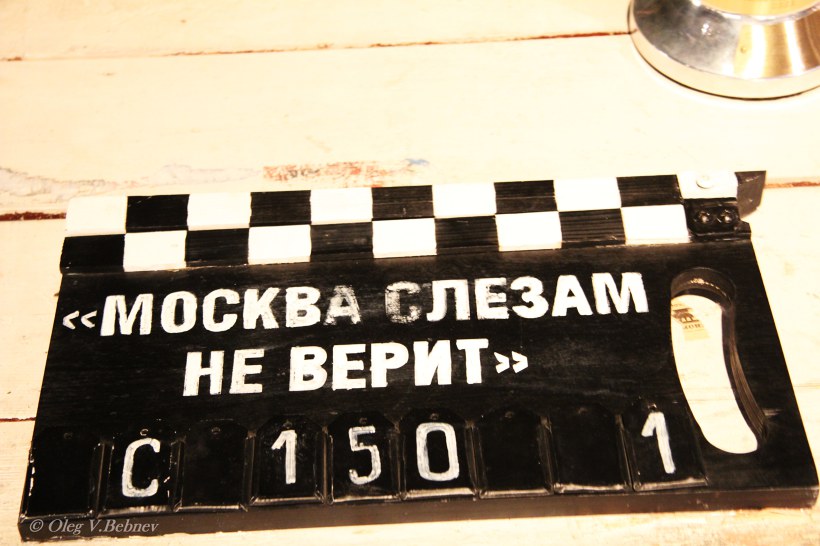 «МОСКВА СЛЕЗАМ
НЕ ВЕРИТ»
С 150 1
© Oleg V.Bebnev